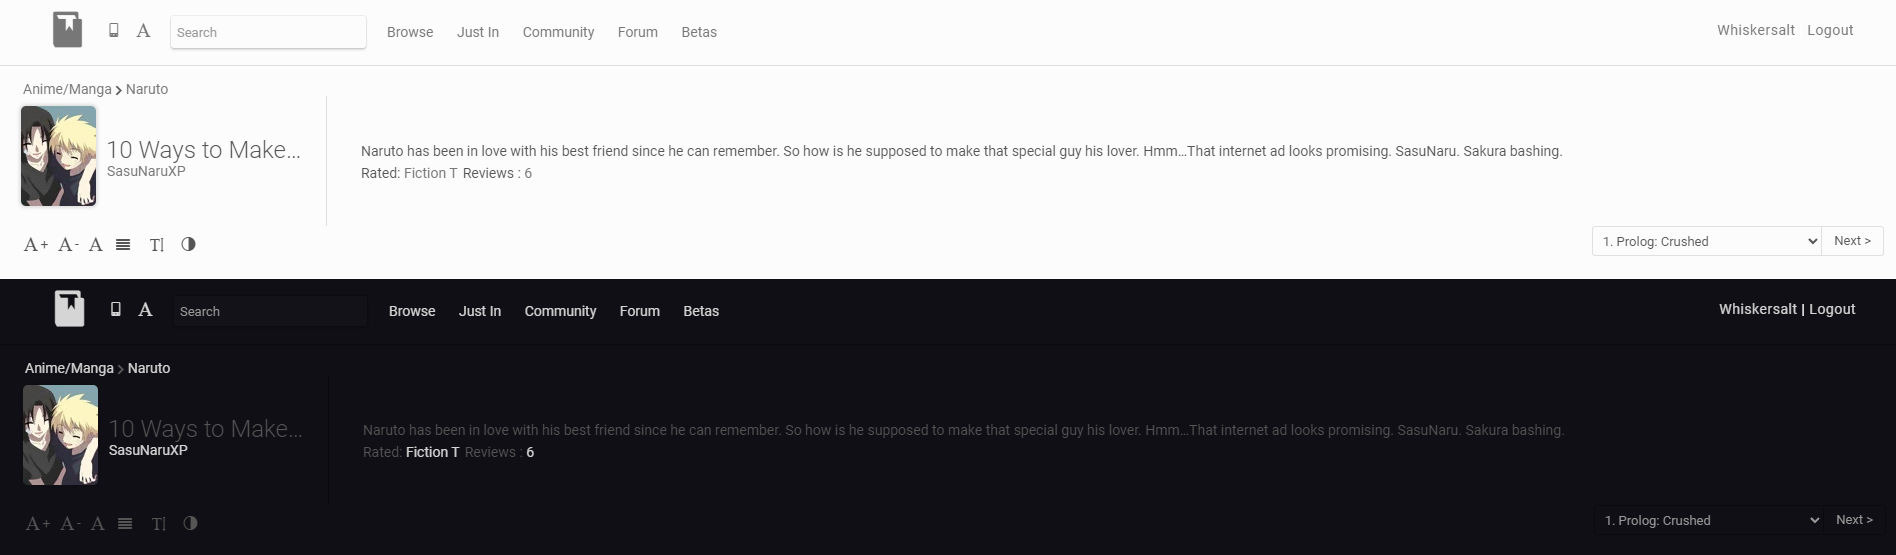 A Search Browse Just In Community Forum Betas Whiskersalt Logout
Anime/Manga > Naruto
10 Ways to Make...
SasuNaruXP
Naruto has been in love with his best friend since he can remember. So how is he supposed to make that special guy his lover. Hmm...That internet ad looks promising. SasuNaru. Sakura bashing.
Rated: Fiction T Reviews : 6
A+ A- A T 1. Prolog: Crushed Next >
A Search Browse Just In Community Forum Betas Whiskersalt | Logout
Anime/Manga > Naruto
10 Ways to Make...
SasuNaruXP
Naruto has been in love with his best friend since he can remember. So how is he supposed to make that special guy his lover. Hmm...That internet ad looks promising. SasuNaru. Sakura bashing.
Rated: Fiction T Reviews : 6
A+ A- A T 1. Prolog: Crushed Next >